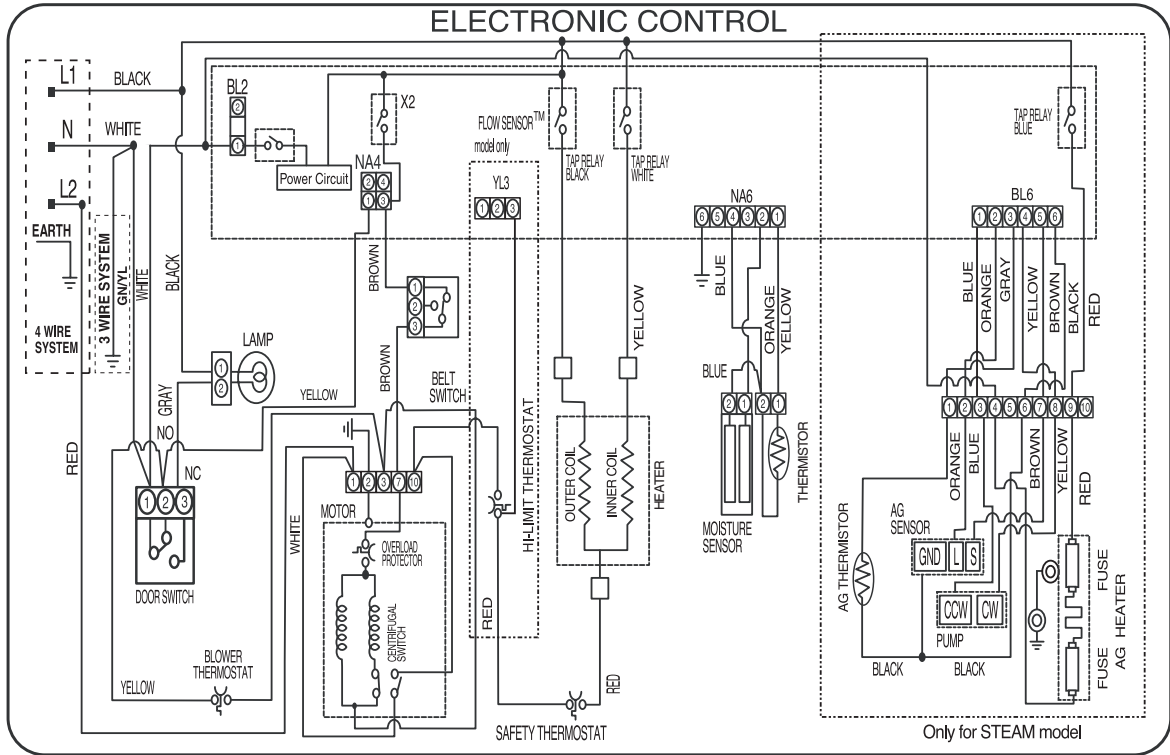 ELECTRONIC CONTROL
L1
BLACK
N
WHITE
L2
EARTH
4 WIRE
SYSTEM
3 WIRE SYSTEM
GN/YL
WHITE
BLACK
RED
BL2
2
1
Power Circuit
X2
NA4
2 4
1 3
FLOW SENSOR™
model only
YL3
1 2 3
TAP RELAY
BLACK
TAP RELAY
WHITE
NA6
6 5 4 3 2 1
TAP RELAY
BLUE
BL6
1 2 3 4 5 6
BLUE
ORANGE
GRAY
YELLOW
BROWN
BLACK
RED
BROWN
1
2
3
BELT
SWITCH
BROWN
LAMP
1
2
GRAY
YELLOW
NO
NC
1 2 3
DOOR SWITCH
1 2 3 7 10
MOTOR
OVERLOAD
PROTECTOR
CENTRIFUGAL
SWITCH
WHITE
BLOWER
THERMOSTAT
YELLOW
HI-LIMIT THERMOSTAT
RED
SAFETY THERMOSTAT
RED
YELLOW
OUTER COIL
INNER COIL
HEATER
BLUE
ORANGE
YELLOW
BLUE
2 1 2 1
MOISTURE
SENSOR
THERMISTOR
1 2 3 4 5 6 7 8 9 10
ORANGE
BLUE
BROWN
YELLOW
RED
AG THERMISTOR
AG
SENSOR
GND L S
CCW CW
PUMP
BLACK
BLACK
FUSE
FUSE
AG HEATER
Only for STEAM model